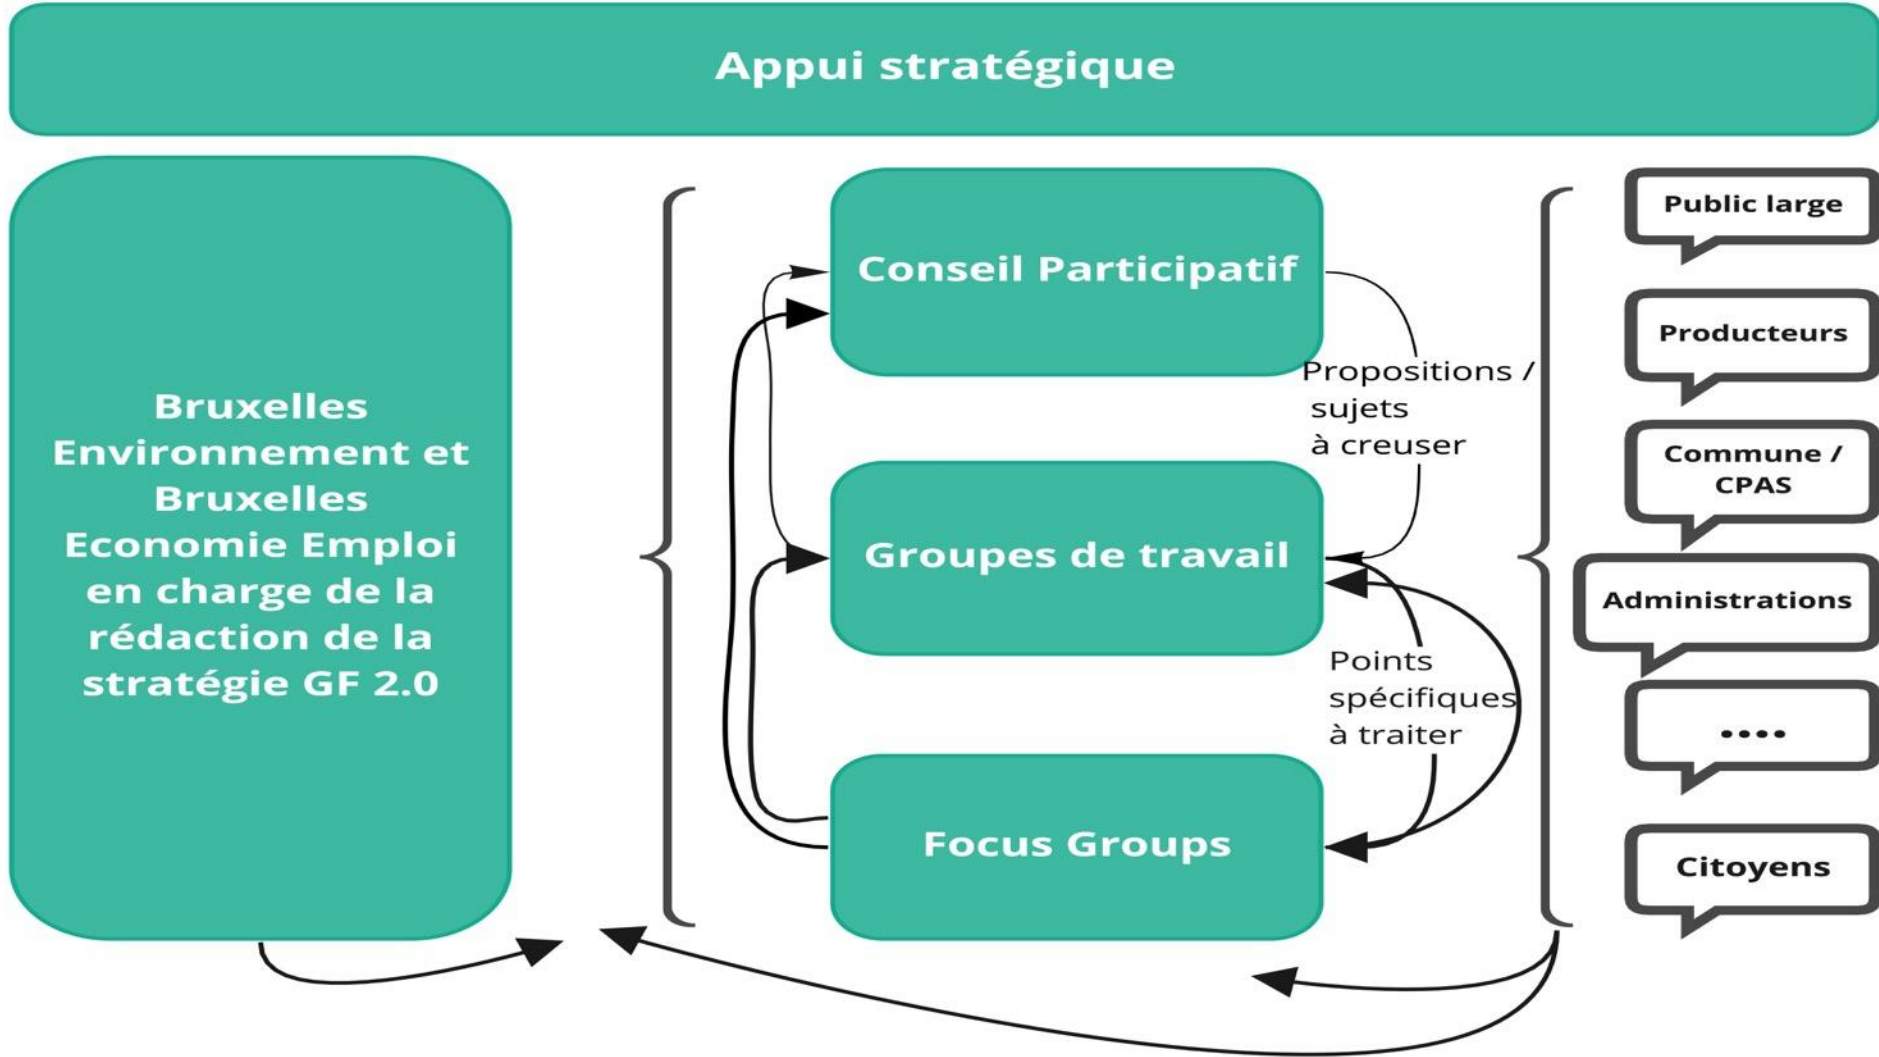 Appui stratégique
Bruxelles
Environnement et
Bruxelles
Economie Emploi
en charge de la
rédaction de la
stratégie GF 2.0
Conseil Participatif
Propositions /
sujets
à creuser
Groupes de travail
Points
spécifiques
à traiter
Focus Groups
Public large
Producteurs
Commune /
CPAS
Administrations
....
Citoyens